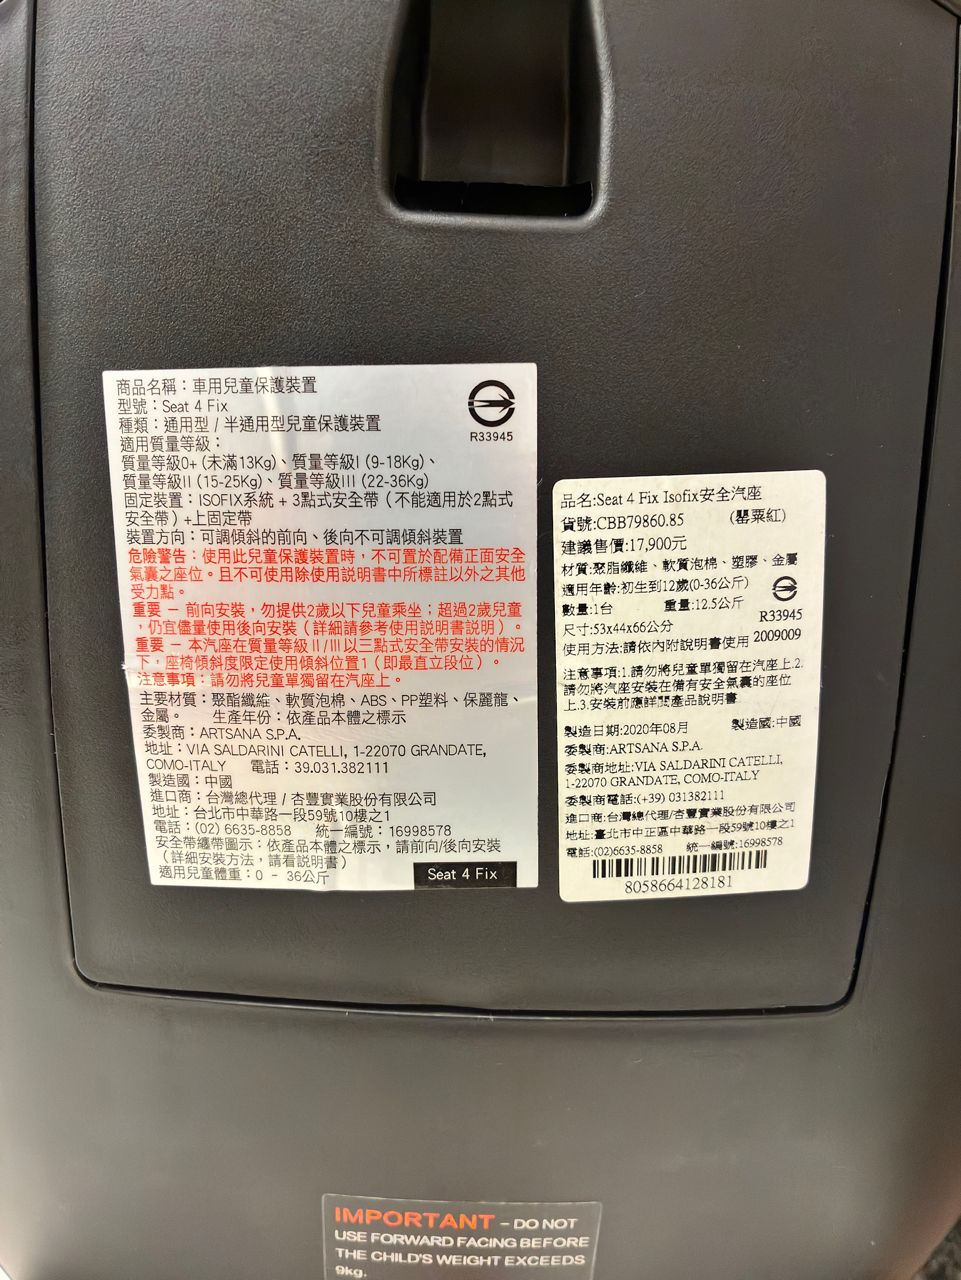 商品名稱：車用兒童保護裝置
型號：Seat 4 Fix
種類：通用型 / 半通用型兒童保護裝置
適用質量等級：
質量等級0+ (未滿13Kg)、質量等級I (9-18Kg)、
質量等級II (15-25Kg)、質量等級III (22-36Kg)
固定裝置：ISOFIX系統 + 3點式安全帶（不能適用於2點式
安全帶）+上固定帶
裝置方向：可調傾斜的前向、後向不可調傾斜裝置
危險警告：使用此兒童保護裝置時，不可置於配備正面安全
氣囊之座位。且不可使用除使用說明書中所標註以外之其他
受力點。
重要 — 前向安裝，勿提供2歲以下兒童乘坐；超過2歲兒童
，仍宜儘量使用後向安裝（詳細請參考使用說明書說明）。
重要 — 本汽座在質量等級II/III以三點式安全帶安裝的情況
下，座椅傾斜度限定使用傾斜位置1（即最直立段位）。
注意事項：請勿將兒童單獨留在汽座上。
主要材質：聚酯纖維、軟質泡棉、ABS、PP塑料、保麗龍、
金屬。 生產年份：依產品本體之標示
委製商：ARTSANA S.P.A.
地址：VIA SALDARINI CATELLI, 1-22070 GRANDATE,
COMO-ITALY 電話：39.031.382111
製造國：中國
進口商：台灣總代理 / 杏豐實業股份有限公司
地址：台北市中華路一段59號10樓之1
電話：(02) 6635-8858 統一編號：16998578
安全帶纏帶圖示：依產品本體之標示，請前向/後向安裝
（詳細安裝方法，請看說明書）
適用兒童體重：0 - 36公斤
R33945
Seat 4 Fix
品名:Seat 4 Fix Isofix安全汽座
貨號:CBB79860.85 (罌粟紅)
建議售價:17,900元
材質:聚脂纖維、軟質泡棉、塑膠、金屬
適用年齡:初生到12歲(0-36公斤)
數量:1台 重量:12.5公斤
R33945
尺寸:53x44x66公分
使用方法:請依內附說明書使用 2009009
注意事項:1.請勿將兒童單獨留在汽座上.2.
請勿將汽座安裝在備有安全氣囊的座位
上.3.安裝前應詳閱產品說明書
製造日期:2020年08月 製造國:中國
委製商:ARTSANA S.P.A.
委製商地址:VIA SALDARINI CATELLI,
1-22070 GRANDATE, COMO-ITALY
委製商電話:(+39) 031382111
進口商:台灣總代理/杏豐實業股份有限公司
地址:臺北市中正區中華路一段59號10樓之1
電話:(02)6635-8858 統一編號:16998578
8058664128181
IMPORTANT – DO NOT
USE FORWARD FACING BEFORE
THE CHILD'S WEIGHT EXCEEDS
9kg.